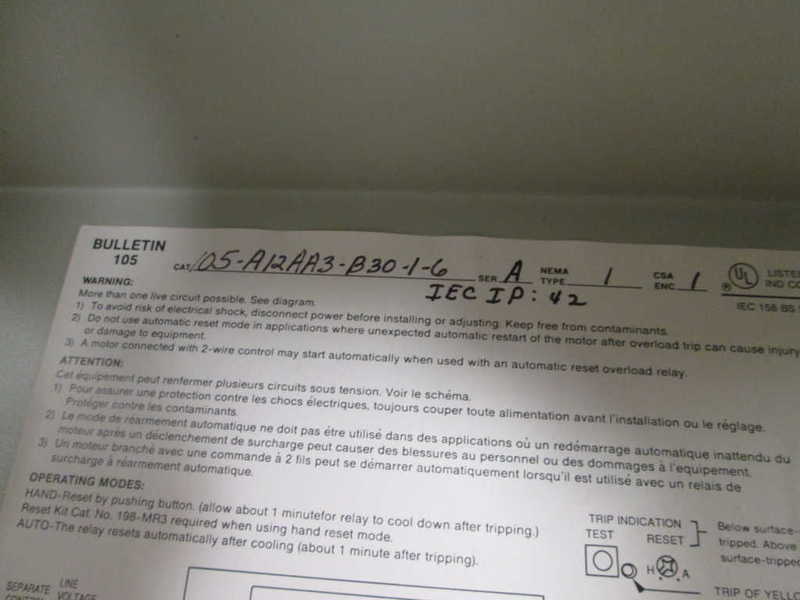 BULLETIN
105
CAT. 105-A12AA3-B30-1-6 SER. A NEMA TYPE 1 CSA ENC. 1 UL LISTED
IND CO
IEC IP: 42
IEC 158 BS
WARNING:
More than one live circuit possible. See diagram.
1) To avoid risk of electrical shock, disconnect power before installing or adjusting. Keep free from contaminants.
2) Do not use automatic reset mode in applications where unexpected automatic restart of the motor after overload trip can cause injury
or damage to equipment.
3) A motor connected with 2-wire control may start automatically when used with an automatic reset overload relay.
ATTENTION:
Cet équipement peut renfermer plusieurs circuits sous tension. Voir le schéma.
1) Pour assurer une protection contre les chocs électriques, toujours couper toute alimentation avant l'installation ou le réglage.
Protéger contre les contaminants.
2) Le mode de réarmement automatique ne doit pas être utilisé dans des applications où un redémarrage automatique inattendu du
moteur après un déclenchement de surcharge peut causer des blessures au personnel ou des dommages à l'equipement.
3) Un moteur branché avec une commande à 2 fils peut se démarrer automatiquement lorsqu'il est utilisé avec un relais de
surcharge à réarmement automatique.
OPERATING MODES:
HAND-Reset by pushing button. (allow about 1 minutefor relay to cool down after tripping.)
Reset Kit Cat. No. 198-MR3 required when using hand reset mode.
AUTO-The relay resets automatically after cooling (about 1 minute after tripping).
TRIP INDICATION
TEST RESET
Below surface-
tripped. Above
surface-tripped
H A
TRIP OF YELLO
SEPARATE LINE
VOLTAGE